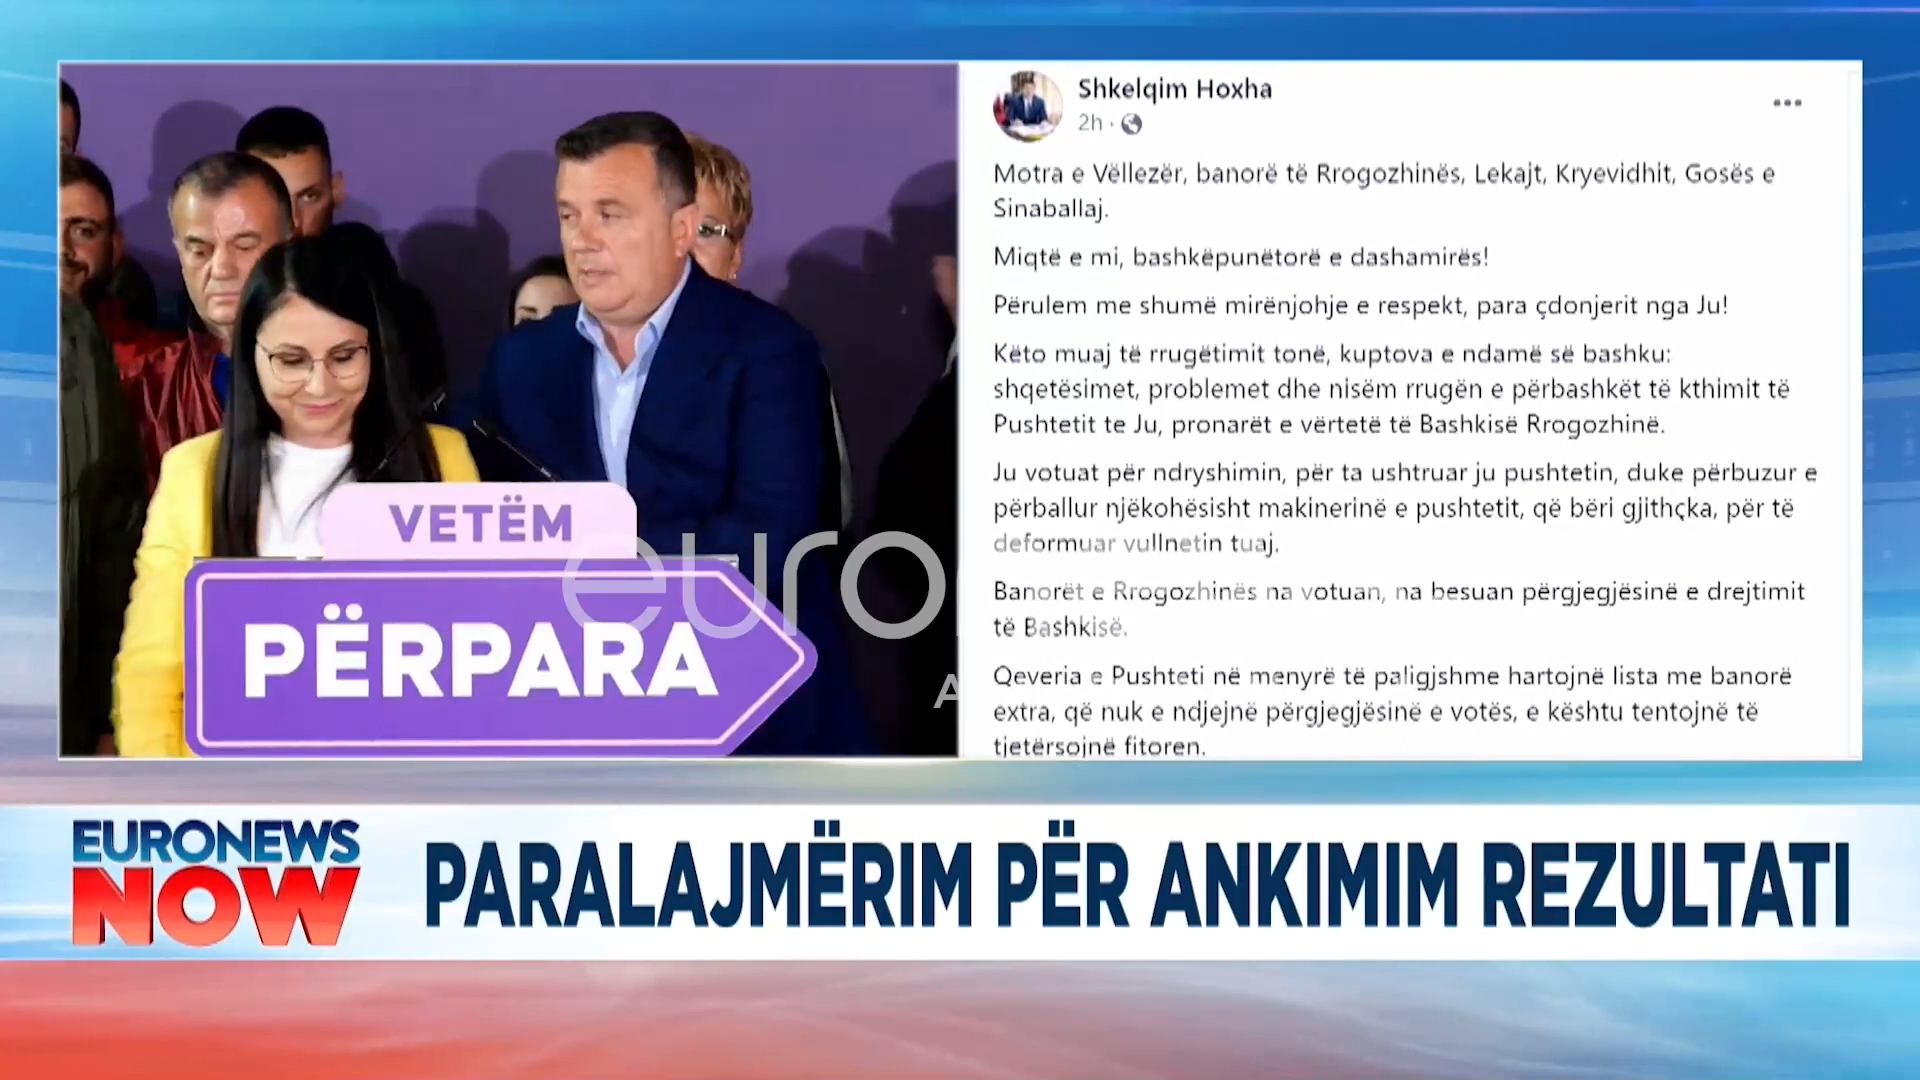 VETËM
PËRPARA
euro
A
Shkelqim Hoxha
2h ·
Motra e Vëllezër, banorë të Rrogozhinës, Lekajt, Kryevidhit, Gosës e
Sinaballaj.
Miqtë e mi, bashkëpunëtorë e dashamirës!
Përulem me shumë mirënjohje e respekt, para çdonjerit nga Ju!
Këto muaj të rrugëtimit tonë, kuptova e ndamë së bashku:
shqetësimet, problemet dhe nisëm rrugën e përbashkët të kthimit të
Pushtetit te Ju, pronarët e vërtetë të Bashkisë Rrogozhinë.
Ju votuat për ndryshimin, për ta ushtruar ju pushtetin, duke përbuzur e
përballur njëkohësisht makinerinë e pushtetit, që bëri gjithçka, për të
deformuar vullnetin tuaj.
Banorët e Rrogozhinës na votuan, na besuan përgjegjësinë e drejtimit
të Bashkisë.
Qeveria e Pushteti në menyrë të paligjshme hartojnë lista me banorë
extra, që nuk e ndjejnë përgjegjësinë e votës, e kështu tentojnë të
tjetërsojnë fitoren.
EURONEWS
NOW
PARALAJMËRIM PËR ANKIMIM REZULTATI